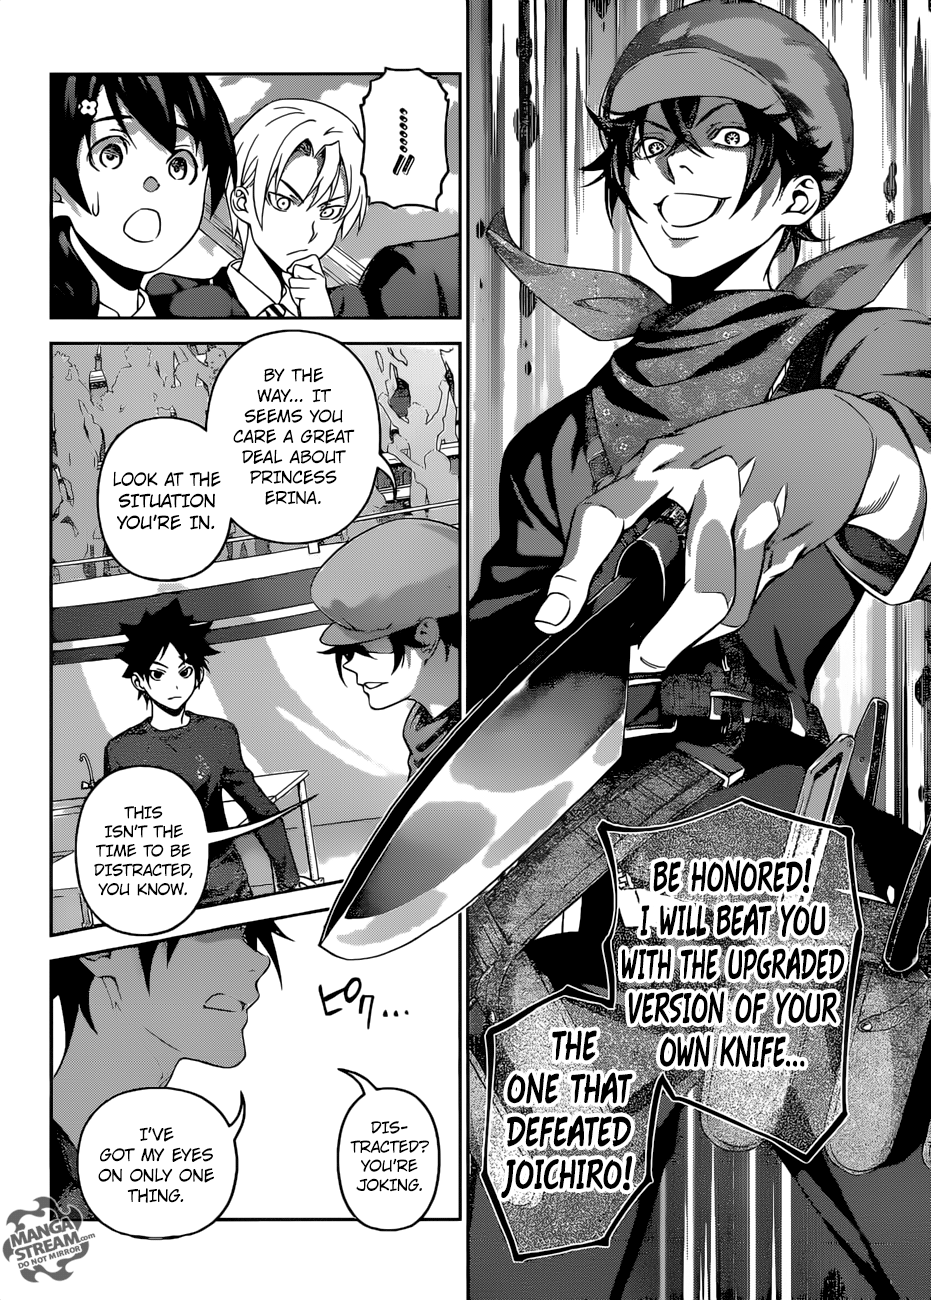 BE HONORED!
I WILL BEAT YOU
WITH THE UPGRADED
VERSION OF YOUR
OWN KNIFE...
THE
ONE THAT
DEFEATED
JOICHIRO!
........!!
BY THE
WAY... IT
SEEMS YOU
CARE A GREAT
DEAL ABOUT
PRINCESS
ERINA.
LOOK AT THE
SITUATION
YOU'RE IN.
THIS
ISN'T THE
TIME TO BE
DISTRACTED,
YOU KNOW.
ピク...
DIS-
TRACTED?
YOU'RE
JOKING.
I'VE
GOT MY EYES
ON ONLY ONE
THING.
MANGA
STREAM.com
DO NOT MIRROR